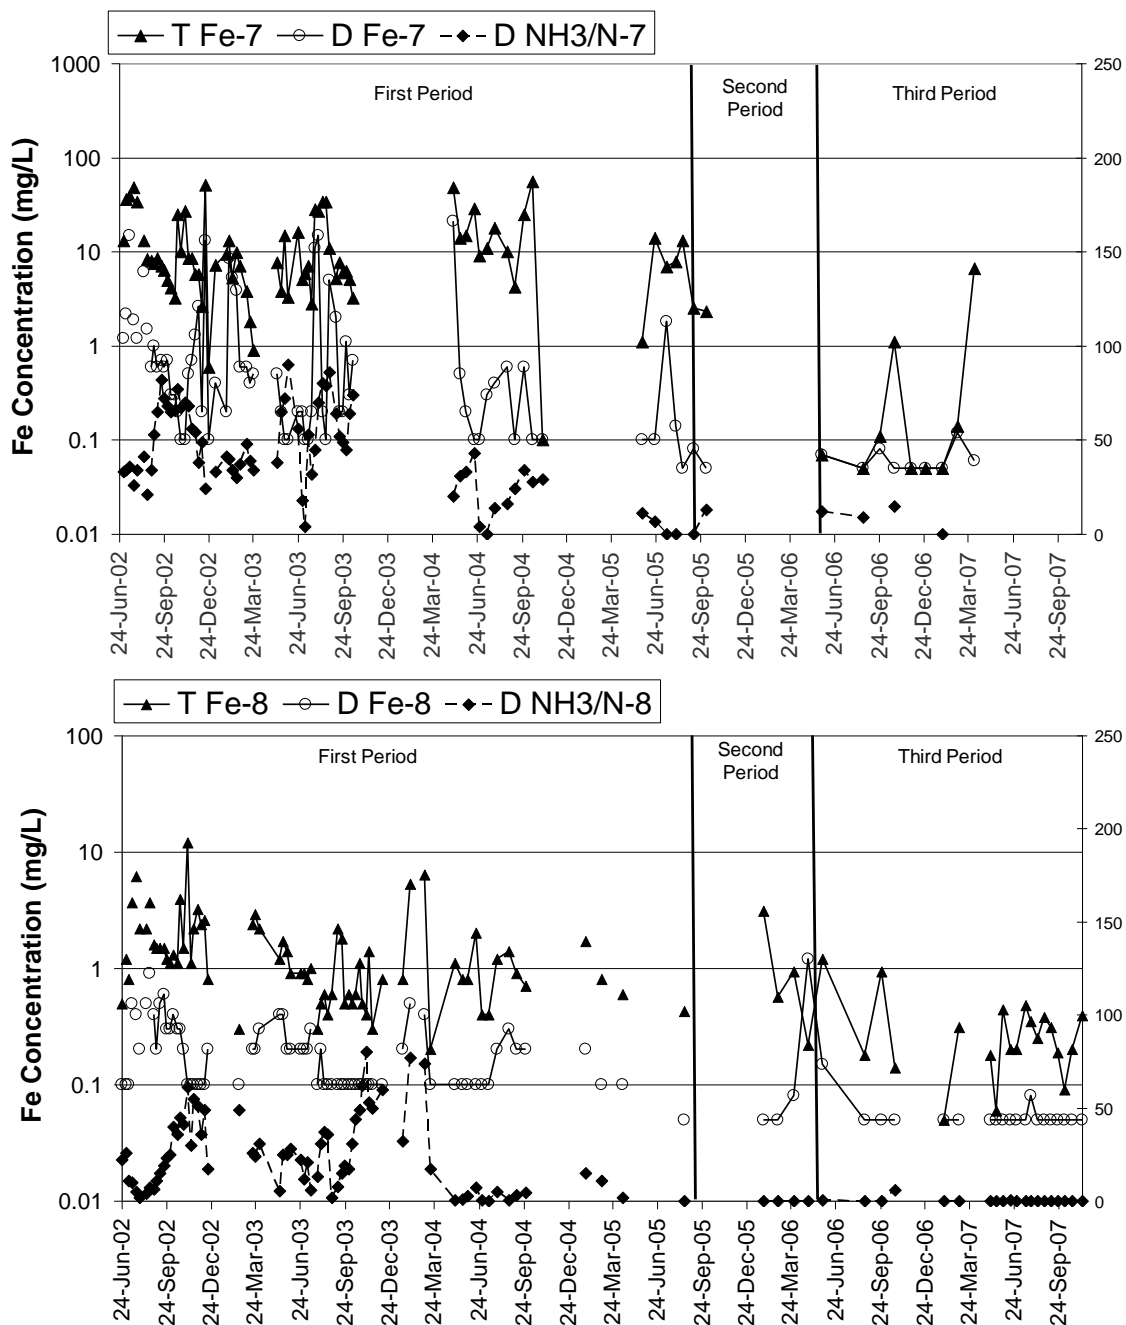 T Fe-7 D Fe-7 D NH3/N-7
1000
100
10
1
0.1
0.01
Fe Concentration (mg/L)
First Period
Second
Period
Third Period
250
200
150
100
50
0
24-Jun-02
24-Sep-02
24-Dec-02
24-Mar-03
24-Jun-03
24-Sep-03
24-Mar-04
24-Jun-04
24-Sep-04
24-Dec-04
24-Mar-05
24-Jun-05
24-Sep-05
24-Dec-05
24-Mar-06
24-Jun-06
24-Sep-06
24-Dec-06
24-Mar-07
24-Jun-07
24-Sep-07
T Fe-8 D Fe-8 D NH3/N-8
100
10
1
0.1
0.01
Fe Concentration (mg/L)
First Period
Second
Period
Third Period
250
200
150
100
50
0
24-Jun-02
24-Sep-02
24-Dec-02
24-Mar-03
24-Jun-03
24-Sep-03
24-Dec-03
24-Mar-04
24-Jun-04
24-Sep-04
24-Dec-04
24-Mar-05
24-Jun-05
24-Sep-05
24-Dec-05
24-Mar-06
24-Jun-06
24-Sep-06
24-Dec-06
24-Mar-07
24-Jun-07
24-Sep-07